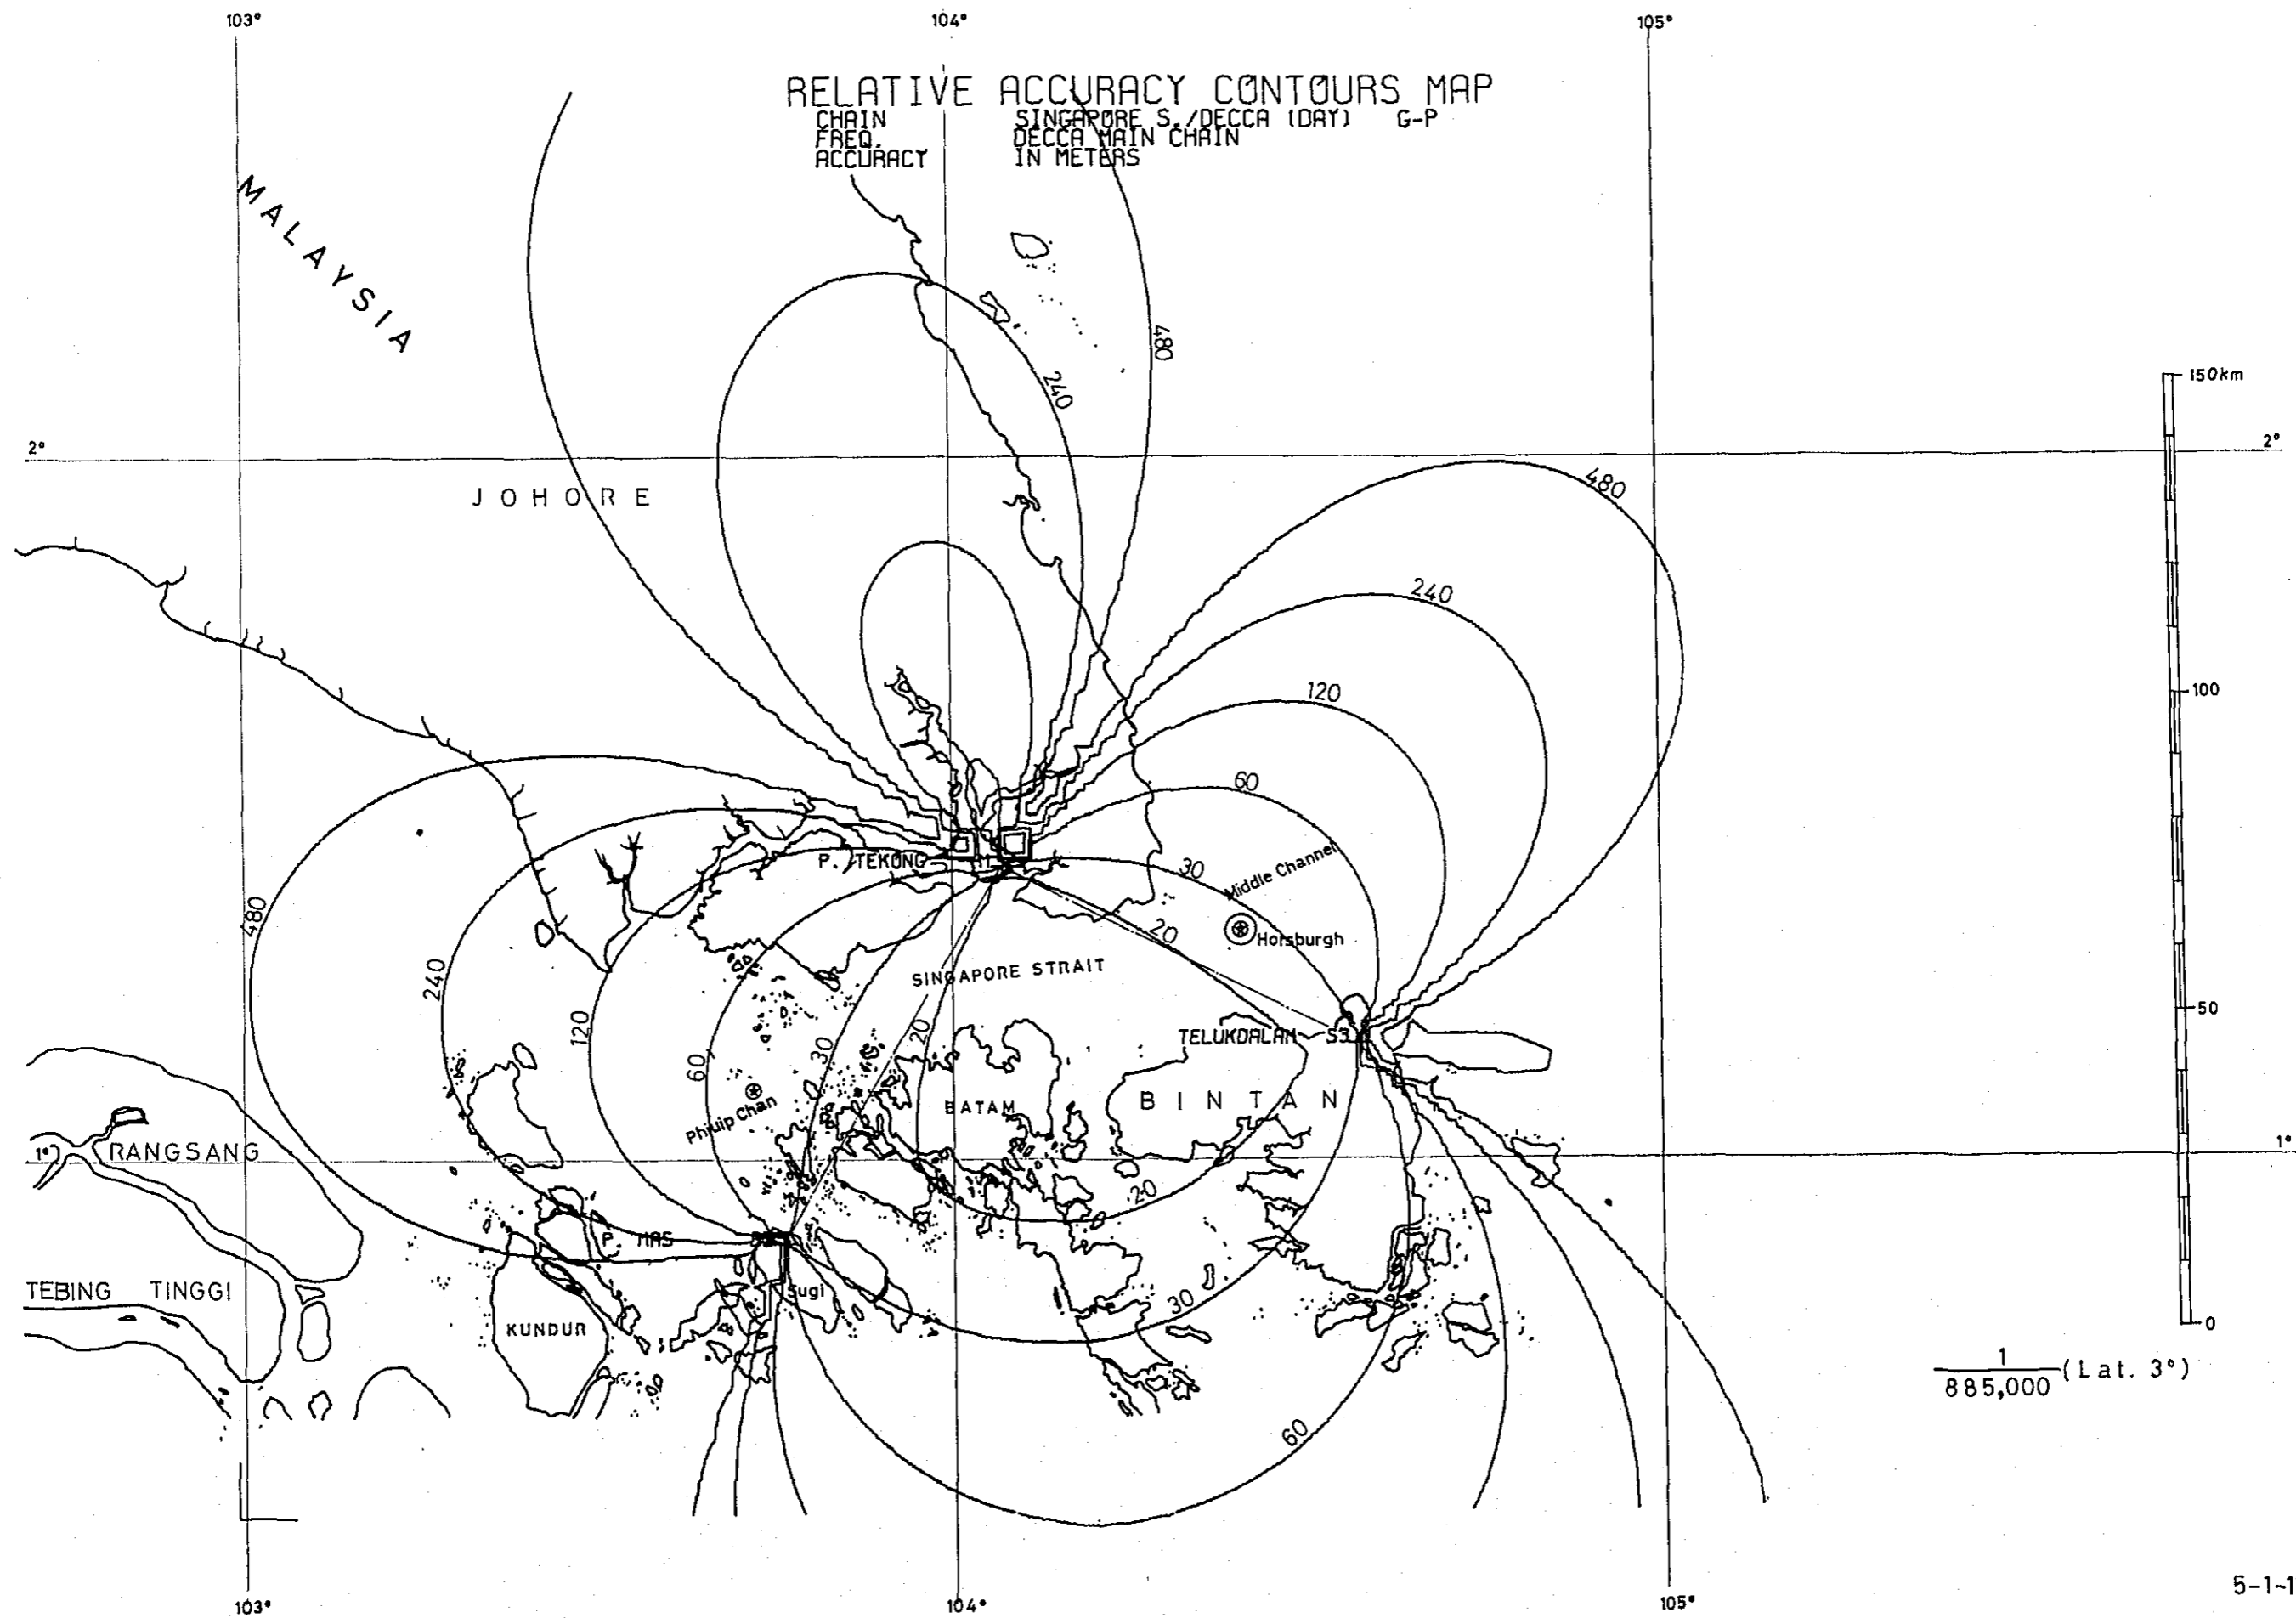 103°
104°
105°
RELATIVE ACCURACY CONTOURS MAP
CHAIN SINGAPORE S./DECCA (DAY) G-P
FREQ. DECCA MAIN CHAIN
ACCURACY IN METERS
MALAYSIA
480
240
150km
2°
2°
JOHORE
480
240
120
100
60
P. TEKONG M
30
Middle Channel
480
20
Horsburgh
SINGAPORE STRAIT
240
120
20
50
30
TELUKDALAM S3
60
BATAM
BINTAN
Phiuip Chan
1°
RANGSANG
1°
20
P. MAS
TEBING TINGGI
Sugi
30
KUNDUR
0
1
885,000 (Lat. 3°)
60
103°
104°
105°
5-1-1